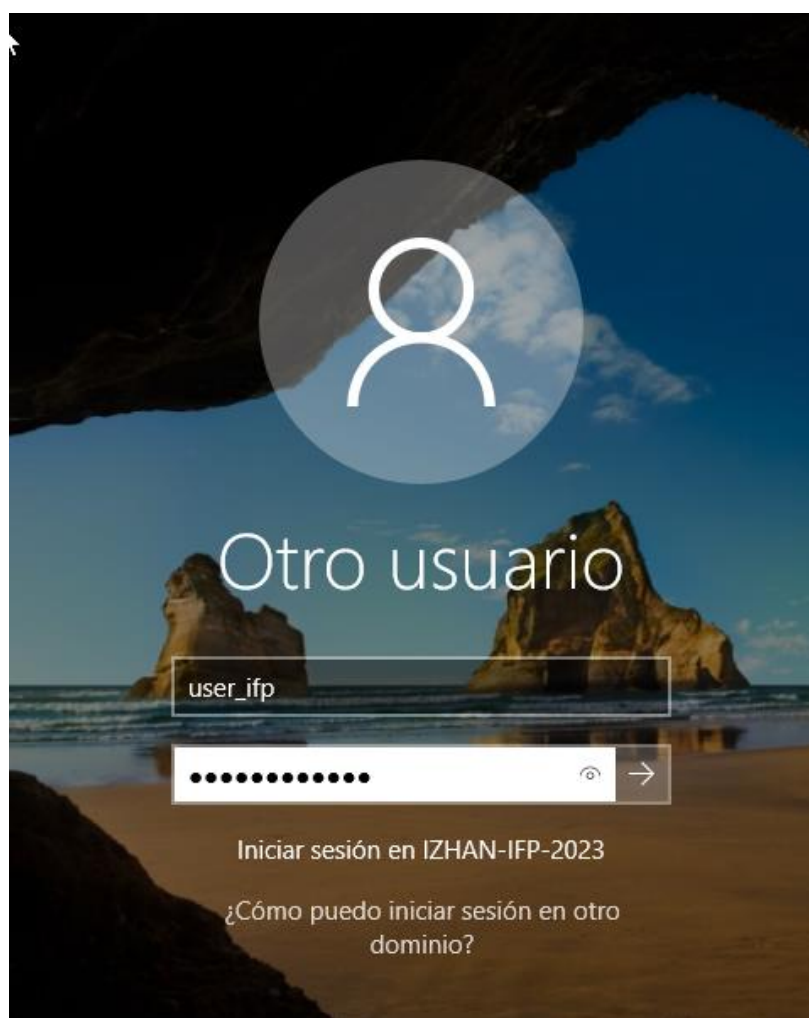 Otro usuario
user_ifp
●●●●●●●●●●●●
Iniciar sesión en IZHAN-IFP-2023
¿Cómo puedo iniciar sesión en otro
dominio?